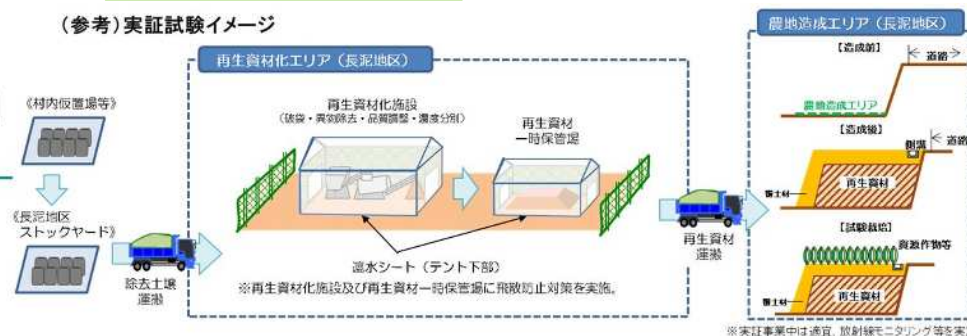 (参考)実証試験イメージ
《村内仮置場等》
《長泥地区
ストックヤード》
除去土壌
運搬
再生資材化エリア（長泥地区）
再生資材化施設
（破袋・異物除去・品質調整・濃度分別）
再生資材
一時保管場
遮水シート（テント下部）
※再生資材化施設及び再生資材一時保管場に飛散防止対策を実施。
再生資材
運搬
農地造成エリア（長泥地区）
【造成前】
道路
農地造成エリア
【造成後】
側溝
道路
覆土材
再生資材
【試験栽培】
資源作物等
覆土材
再生資材
※実証事業中は適宜、放射線モニタリング等を実